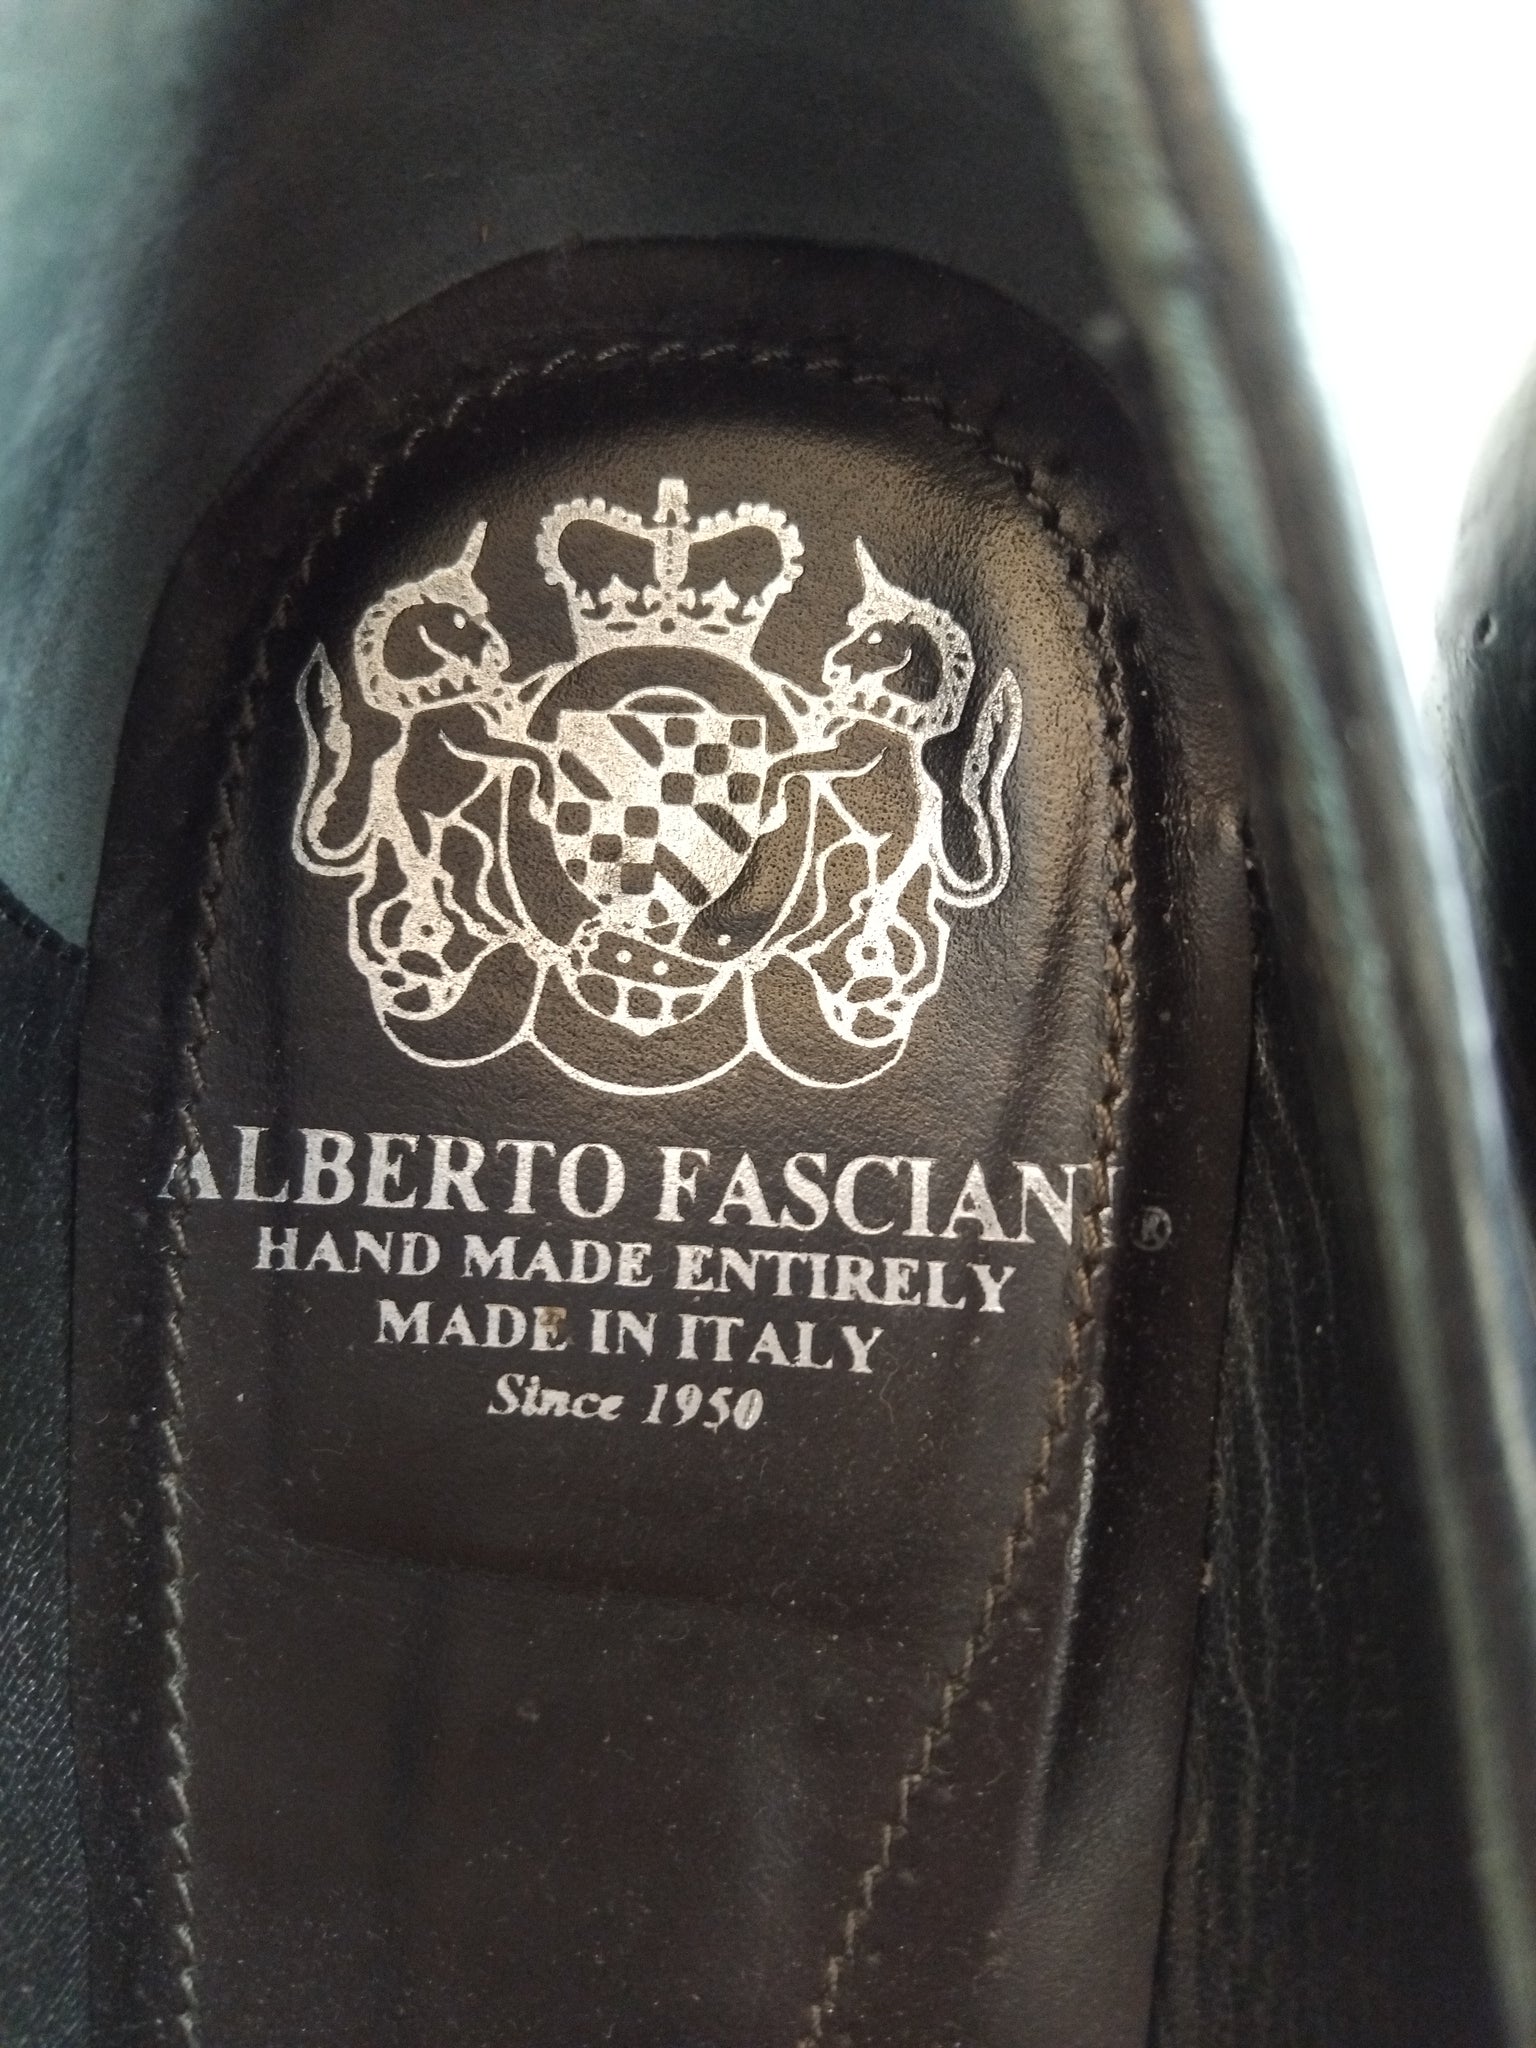 ALBERTO FASCIANI®
HAND MADE ENTIRELY
MADE IN ITALY
Since 1950